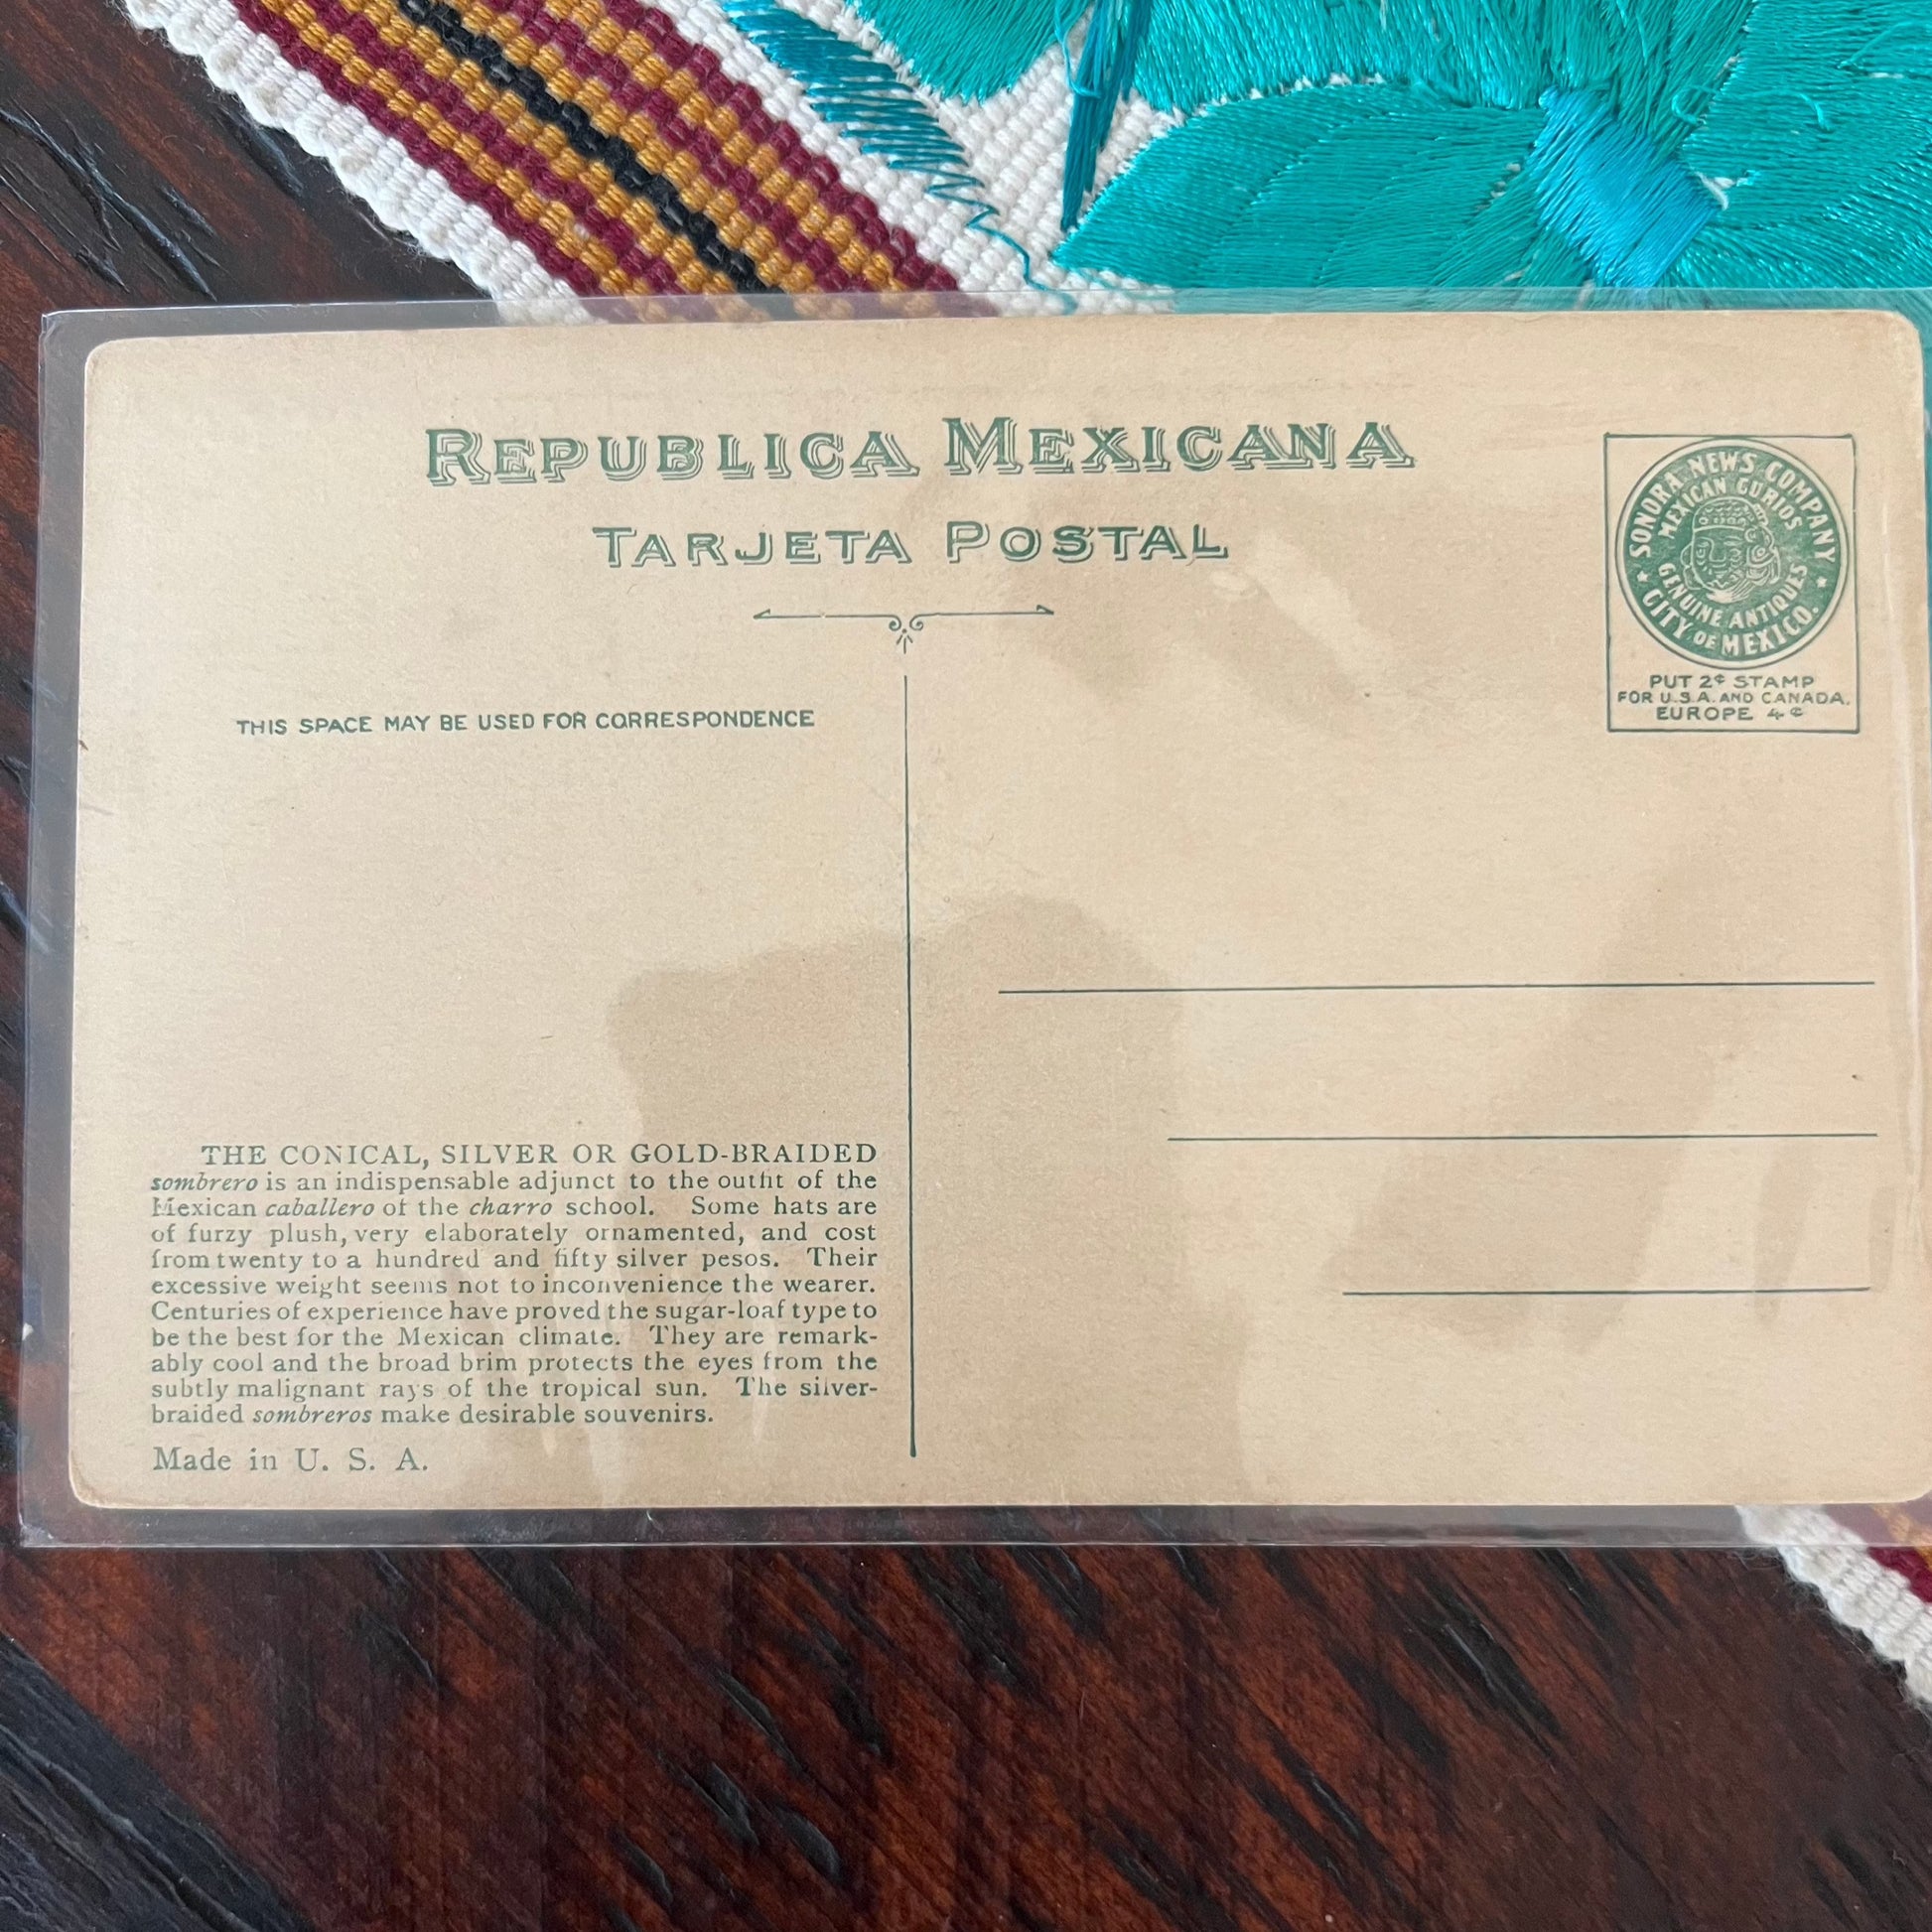 REPUBLICA MEXICANA
TARJETA POSTAL
SONORA NEWS COMPANY
MEXICAN CURIOS
GENUINE ANTIQUES
★ CITY OF MEXICO. ★
PUT 2¢ STAMP
FOR U.S.A. AND CANADA.
EUROPE 4¢
THIS SPACE MAY BE USED FOR CORRESPONDENCE
THE CONICAL, SILVER OR GOLD-BRAIDED
sombrero is an indispensable adjunct to the outfit of the
Mexican caballero of the charro school. Some hats are
of furzy plush, very elaborately ornamented, and cost
from twenty to a hundred and fifty silver pesos. Their
excessive weight seems not to inconvenience the wearer.
Centuries of experience have proved the sugar-loaf type to
be the best for the Mexican climate. They are remark-
ably cool and the broad brim protects the eyes from the
subtly malignant rays of the tropical sun. The silver-
braided sombreros make desirable souvenirs.
Made in U. S. A.